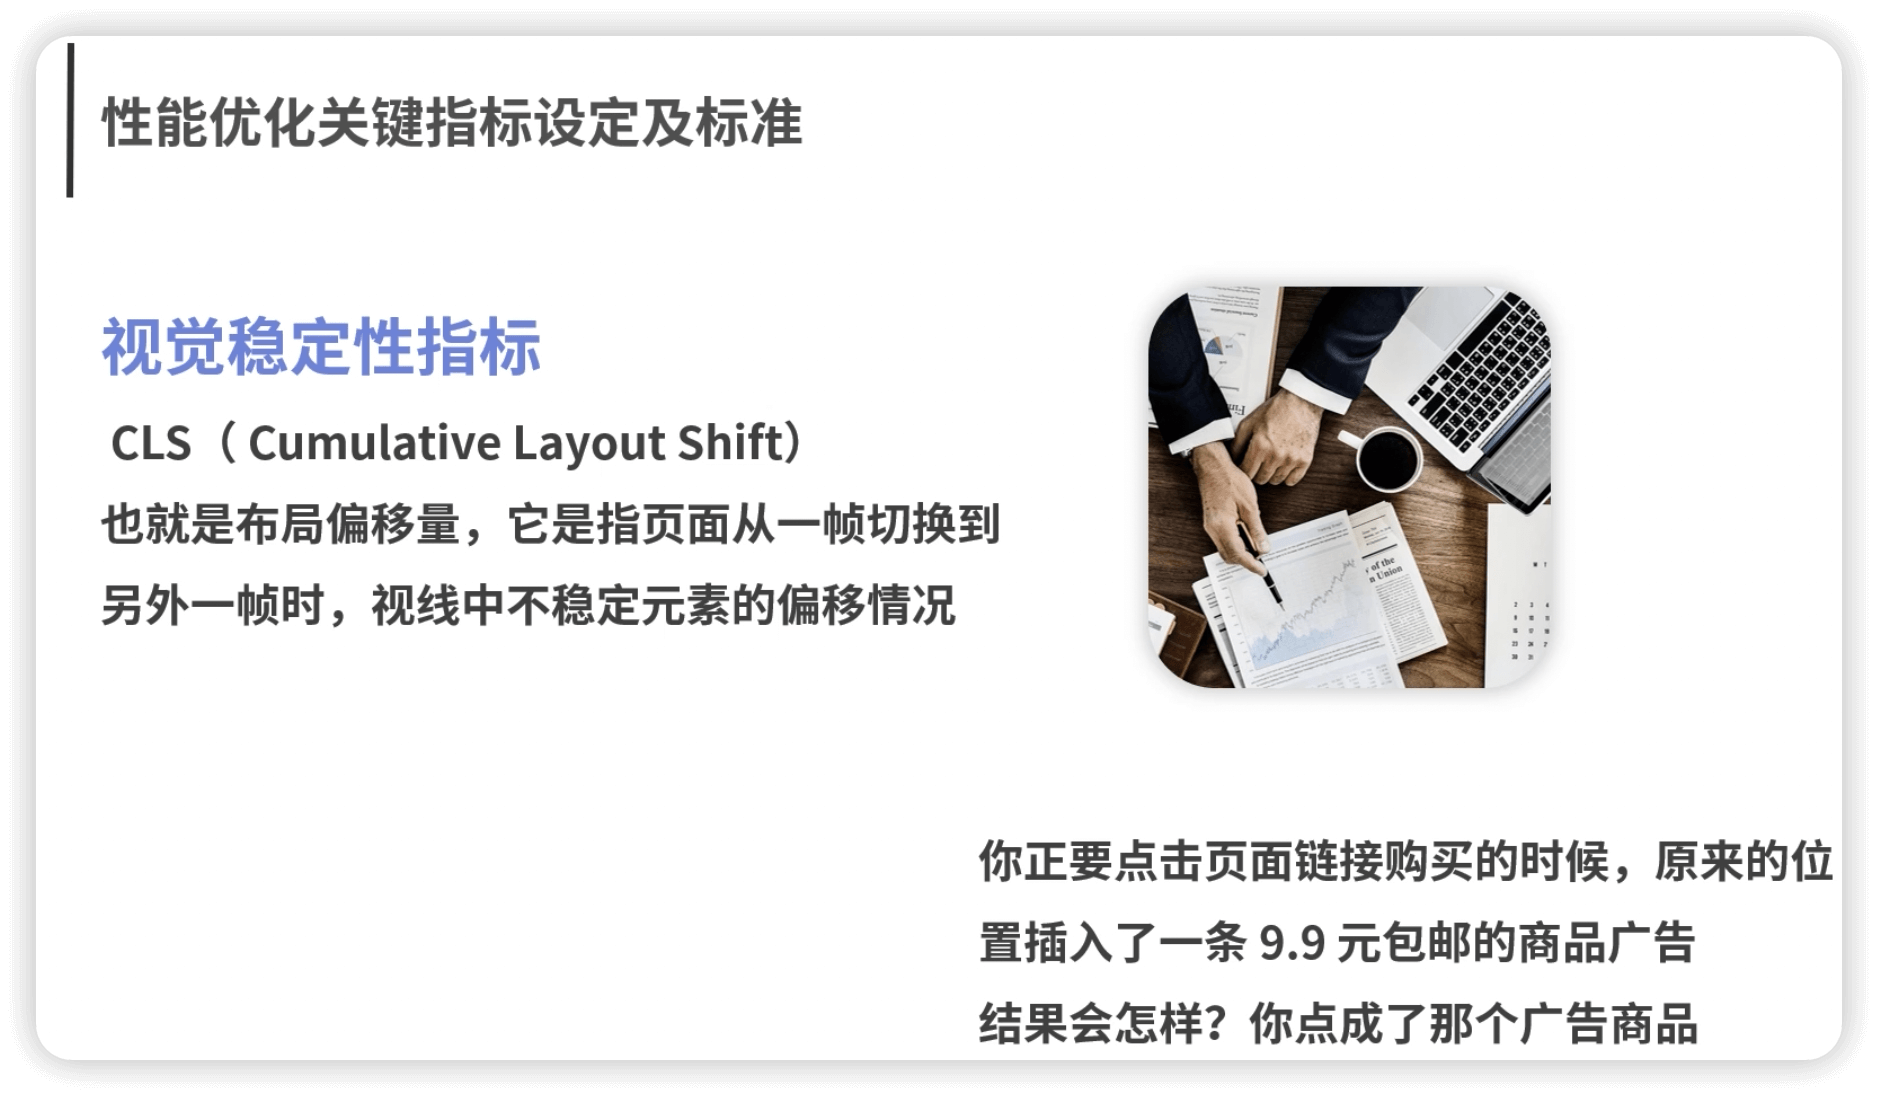 性能优化关键指标设定及标准
视觉稳定性指标
CLS（ Cumulative Layout Shift）
也就是布局偏移量，它是指页面从一帧切换到
另外一帧时，视线中不稳定元素的偏移情况
y of the
n Union
你正要点击页面链接购买的时候，原来的位
置插入了一条 9.9 元包邮的商品广告
结果会怎样？你点成了那个广告商品